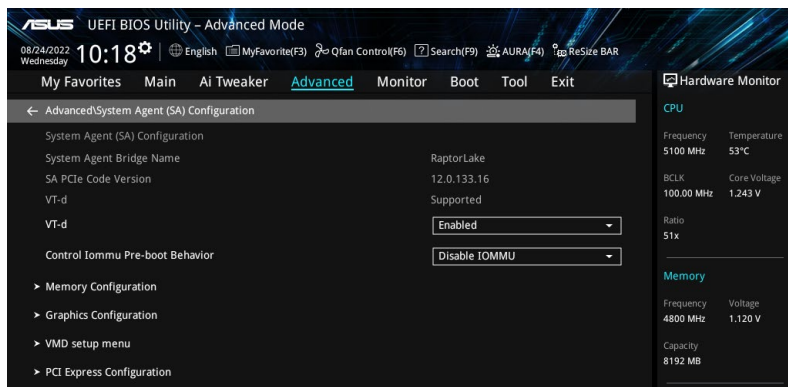 ASUS UEFI BIOS Utility – Advanced Mode
08/24/2022 Wednesday 10:18 English MyFavorite(F3) Qfan Control(F6) ? Search(F9) AURA(F4) ReSize BAR
My Favorites Main Ai Tweaker Advanced Monitor Boot Tool Exit
Hardware Monitor
← Advanced\System Agent (SA) Configuration
System Agent (SA) Configuration
System Agent Bridge Name RaptorLake
SA PCIe Code Version 12.0.133.16
VT-d Supported
VT-d Enabled
Control Iommu Pre-boot Behavior Disable IOMMU
> Memory Configuration
> Graphics Configuration
> VMD setup menu
> PCI Express Configuration
CPU
Frequency Temperature
5100 MHz 53°C
BCLK Core Voltage
100.00 MHz 1.243 V
Ratio
51x
Memory
Frequency Voltage
4800 MHz 1.120 V
Capacity
8192 MB